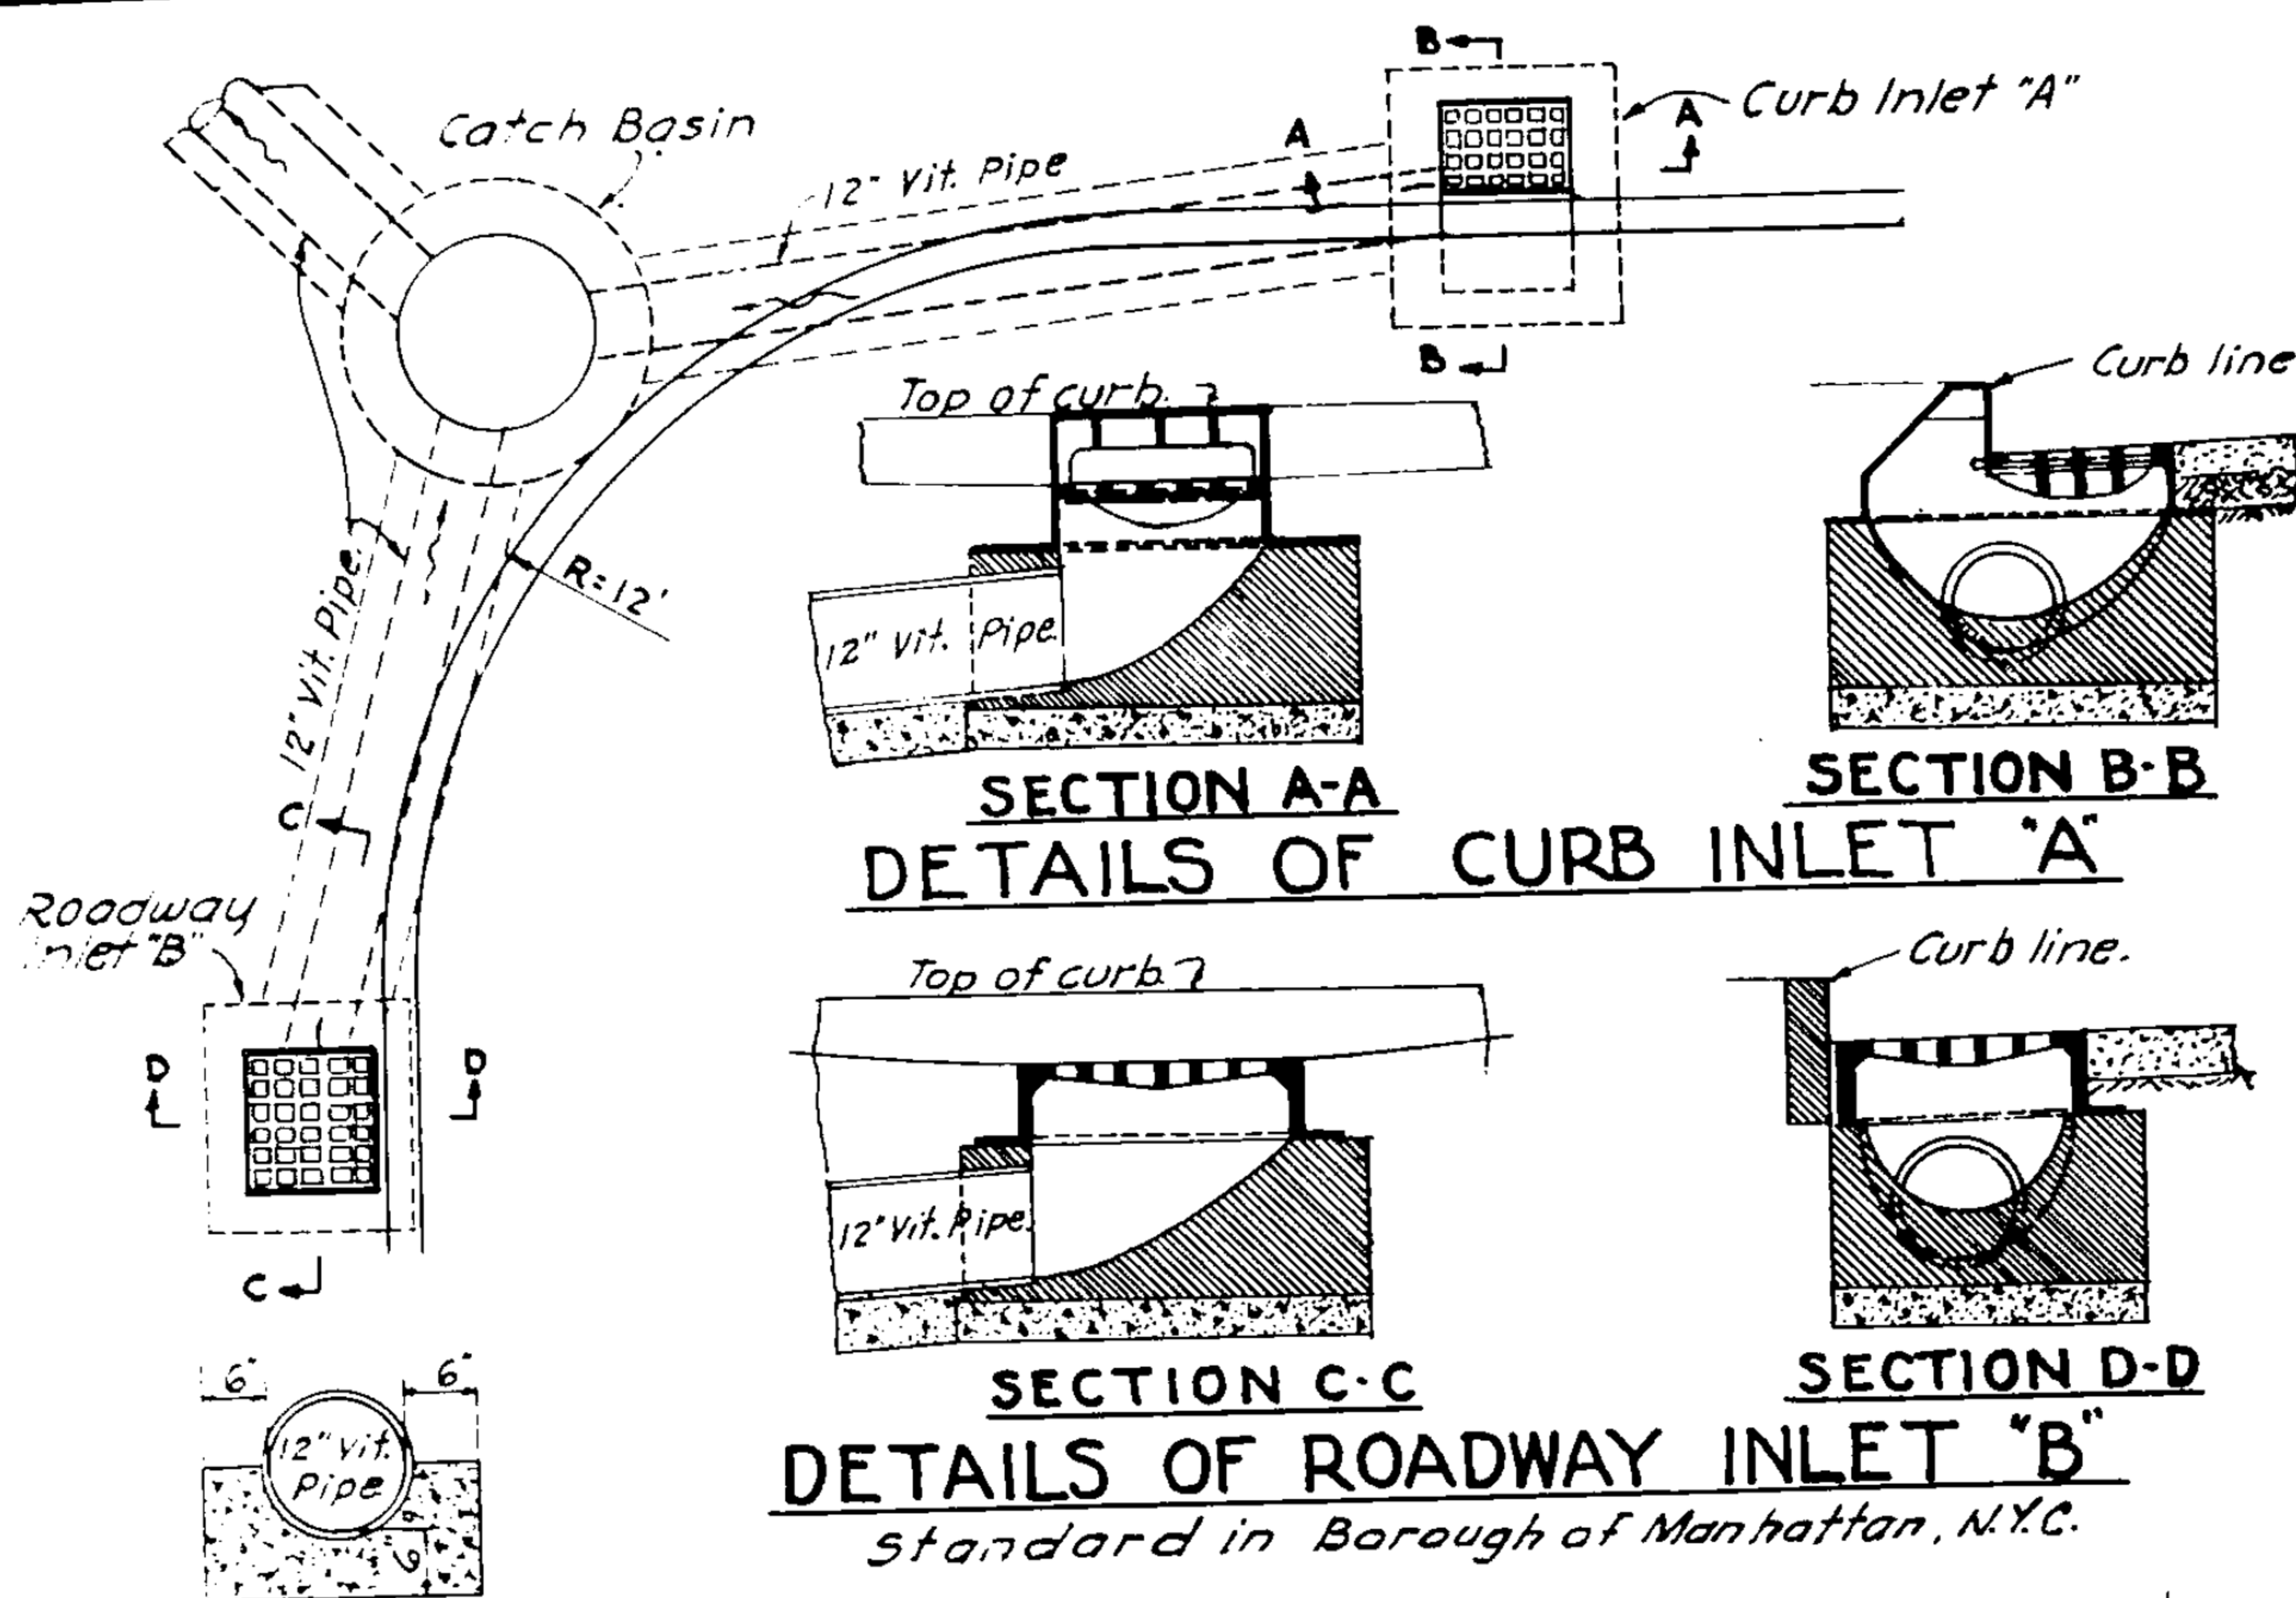 B
Catch Basin
Curb Inlet "A"
A
A
12" Vit. Pipe
B
Curb line
Top of curb.
R=12'
12" Vit. Pipe.
12" Vit. Pipe.
SECTION A-A
SECTION B-B
C
DETAILS OF CURB INLET "A"
Roadway
Inlet "B"
Top of curb.
Curb line.
D
D
12" Vit. Pipe.
C
SECTION C-C
SECTION D-D
6"
6"
12" Vit.
Pipe
6
DETAILS OF ROADWAY INLET "B"
Standard in Borough of Manhattan, N.Y.C.